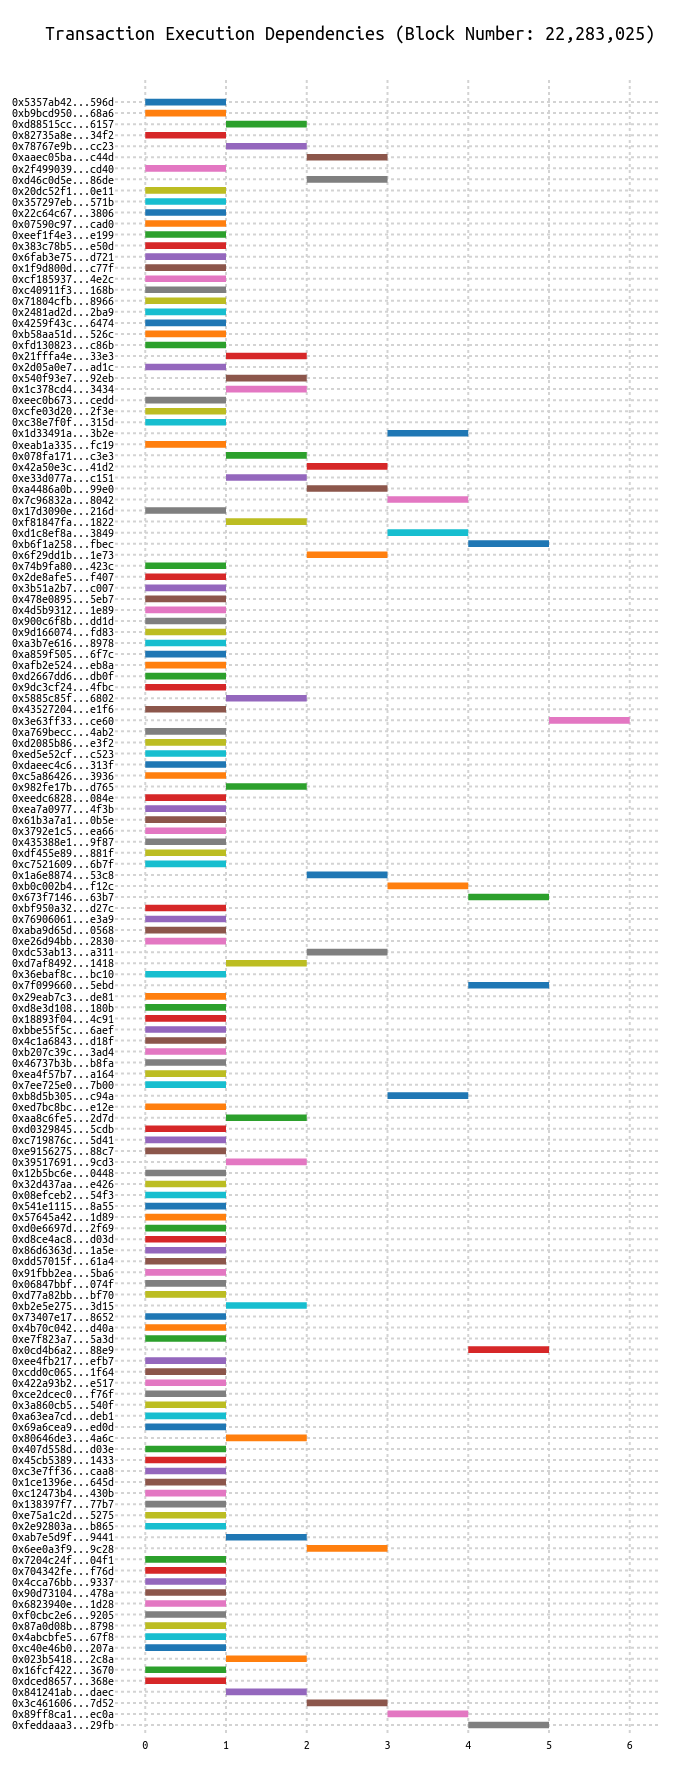 Transaction Execution Dependencies (Block Number: 22,283,025)
0x5357ab42...596d
0xb9bcd950...68a6
0xd88515cc...6157
0x82735a8e...34f2
0x78767e9b...cc23
0xaaec05ba...c44d
0x2f499039...cd40
0xd46c0d5e...86de
0x20dc52f1...0e11
0x357297eb...571b
0x22c64c67...3806
0x07590c97...cad0
0xeef1f4e3...e199
0x383c78b5...e50d
0x6fab3e75...d721
0x1f9d800d...c77f
0xcf185937...4e2c
0xc40911f3...168b
0x71804cfb...8966
0x2481ad2d...2ba9
0x4259f43c...6474
0xb58aa51d...526c
0xfd130823...c86b
0x21fffa4e...33e3
0x2d05a0e7...ad1c
0x540f93e7...92eb
0x1c378cd4...3434
0xeec0b673...cedd
0xcfe03d20...2f3e
0xc38e7f0f...315d
0x1d33491a...3b2e
0xeab1a335...fc19
0x078fa171...c3e3
0x42a50e3c...41d2
0xe33d077a...c151
0xa4486a0b...99e0
0x7c96832a...8042
0x17d3090e...216d
0xf81847fa...1822
0xd1c8ef8a...3849
0xb6f1a258...fbec
0x6f29dd1b...1e73
0x74b9fa80...423c
0x2de8afe5...f407
0x3b51a2b7...c007
0x478e0895...5eb7
0x4d5b9312...1e89
0x900c6f8b...dd1d
0x9d166074...fd83
0xa3b7e616...8978
0xa859f505...6f7c
0xafb2e524...eb8a
0xd2667dd6...db0f
0x9dc3cf24...4fbc
0x5885c85f...6802
0x43527204...e1f6
0x3e63ff33...ce60
0xa769becc...4ab2
0xd2085b86...e3f2
0xed5e52cf...c523
0xdaeec4c6...313f
0xc5a86426...3936
0x982fe17b...d765
0xeedc6828...084e
0xea7a0977...4f3b
0x61b3a7a1...0b5e
0x3792e1c5...ea66
0x435388e1...9f87
0xdf455e89...881f
0xc7521609...6b7f
0x1a6e8874...53c8
0xb0c002b4...f12c
0x673f7146...63b7
0xbf950a32...d27c
0x76906061...e3a9
0xaba9d65d...0568
0xe26d94bb...2830
0xdc53ab13...a311
0xd7af8492...1418
0x36ebaf8c...bc10
0x7f099660...5ebd
0x29eab7c3...de81
0xd8e3d108...180b
0x18893f04...4c91
0xbbe55f5c...6aef
0x4c1a6843...d18f
0xb207c39c...3ad4
0x46737b3b...b8fa
0xea4f57b7...a164
0x7ee725e0...7b00
0xb8d5b305...c94a
0xed7bc8bc...e12e
0xaa8c6fe5...2d7d
0xd0329845...5cdb
0xc719876c...5d41
0xe9156275...88c7
0x39517691...9cd3
0x12b5bc6e...0448
0x32d437aa...e426
0x08efceb2...54f3
0x541e1115...8a55
0x57645a42...1d89
0xd0e6697d...2f69
0xd8ce4ac8...d03d
0x86d6363d...1a5e
0xdd57015f...61a4
0x91fbb2ea...5ba6
0x06847bbf...074f
0xd77a82bb...bf70
0xb2e5e275...3d15
0x73407e17...8652
0x4b70c042...d40a
0xe7f823a7...5a3d
0x0cd4b6a2...88e9
0xee4fb217...efb7
0xcdd0c065...1f64
0x422a93b2...e517
0xce2dcec0...f76f
0x3a860cb5...540f
0xa63ea7cd...deb1
0x69a6cea9...ed0d
0x80646de3...4a6c
0x407d558d...d03e
0x45cb5389...1433
0xc3e7ff36...caa8
0x1ce1396e...645d
0xc12473b4...430b
0x138397f7...77b7
0xe75a1c2d...5275
0x2e92803a...b865
0xab7e5d9f...9441
0x6ee0a3f9...9c28
0x7204c24f...04f1
0x704342fe...f76d
0x4cca76bb...9337
0x90d73104...478a
0x6823940e...1d28
0xf0cbc2e6...9205
0x87a0d08b...8798
0x4abcbfe5...67f8
0xc40e46b0...207a
0x023b5418...2c8a
0x16fcf422...3670
0xdced8657...368e
0x841241ab...daec
0x3c461606...7d52
0x89ff8ca1...ec0a
0xfeddaaa3...29fb
0 1 2 3 4 5 6